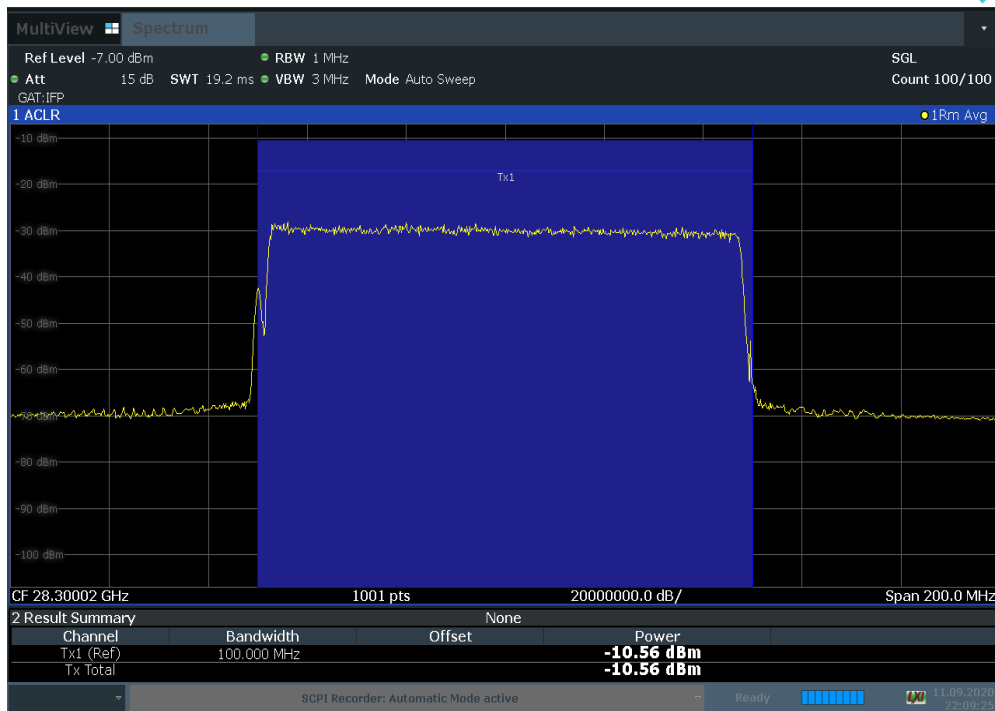 MultiView Spectrum
Ref Level -7.00 dBm RBW 1 MHz SGL
Att 15 dB SWT 19.2 ms VBW 3 MHz Mode Auto Sweep Count 100/100
GAT:IFP
1 ACLR 1Rm Avg
-10 dBm
Tx1
-20 dBm
-30 dBm
-40 dBm
-50 dBm
-60 dBm
-70 dBm
-80 dBm
-90 dBm
-100 dBm
CF 28.30002 GHz 1001 pts 20000000.0 dB/ Span 200.0 MHz
2 Result Summary None
Channel Bandwidth Offset Power
Tx1 (Ref) 100.000 MHz -10.56 dBm
Tx Total -10.56 dBm
SCPI Recorder: Automatic Mode active Ready LXI 11.09.2020
22:09:25